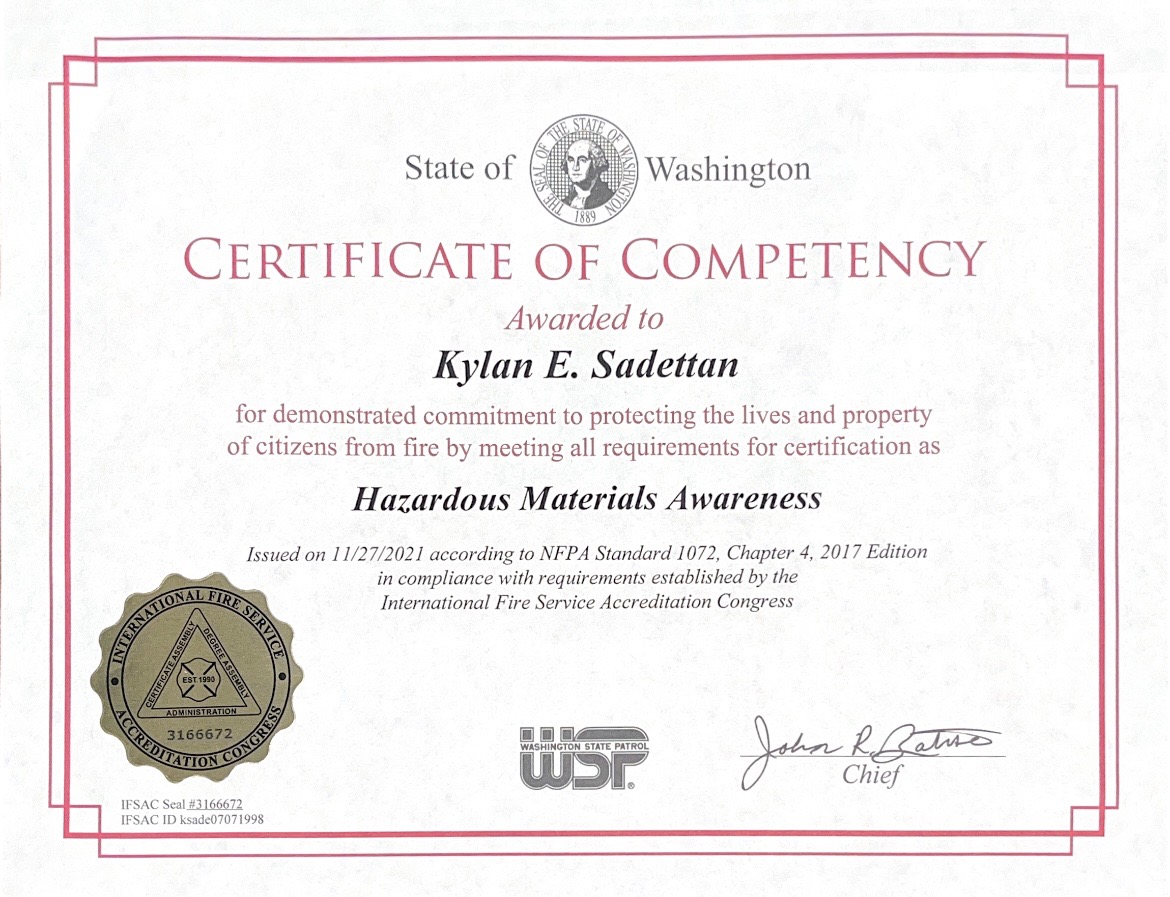 State of Washington
THE SEAL OF THE STATE OF WASHINGTON
1889
CERTIFICATE OF COMPETENCY
Awarded to
Kylan E. Sadettan
for demonstrated commitment to protecting the lives and property
of citizens from fire by meeting all requirements for certification as
Hazardous Materials Awareness
Issued on 11/27/2021 according to NFPA Standard 1072, Chapter 4, 2017 Edition
in compliance with requirements established by the
International Fire Service Accreditation Congress
INTERNATIONAL FIRE SERVICE
ACCREDITATION CONGRESS
CERTIFICATE ASSEMBLY
DEGREE ASSEMBLY
EST. 1990
ADMINISTRATION
3166672
WASHINGTON STATE PATROL
WSP®
John R.
Chief
IFSAC Seal #3166672
IFSAC ID ksade07071998